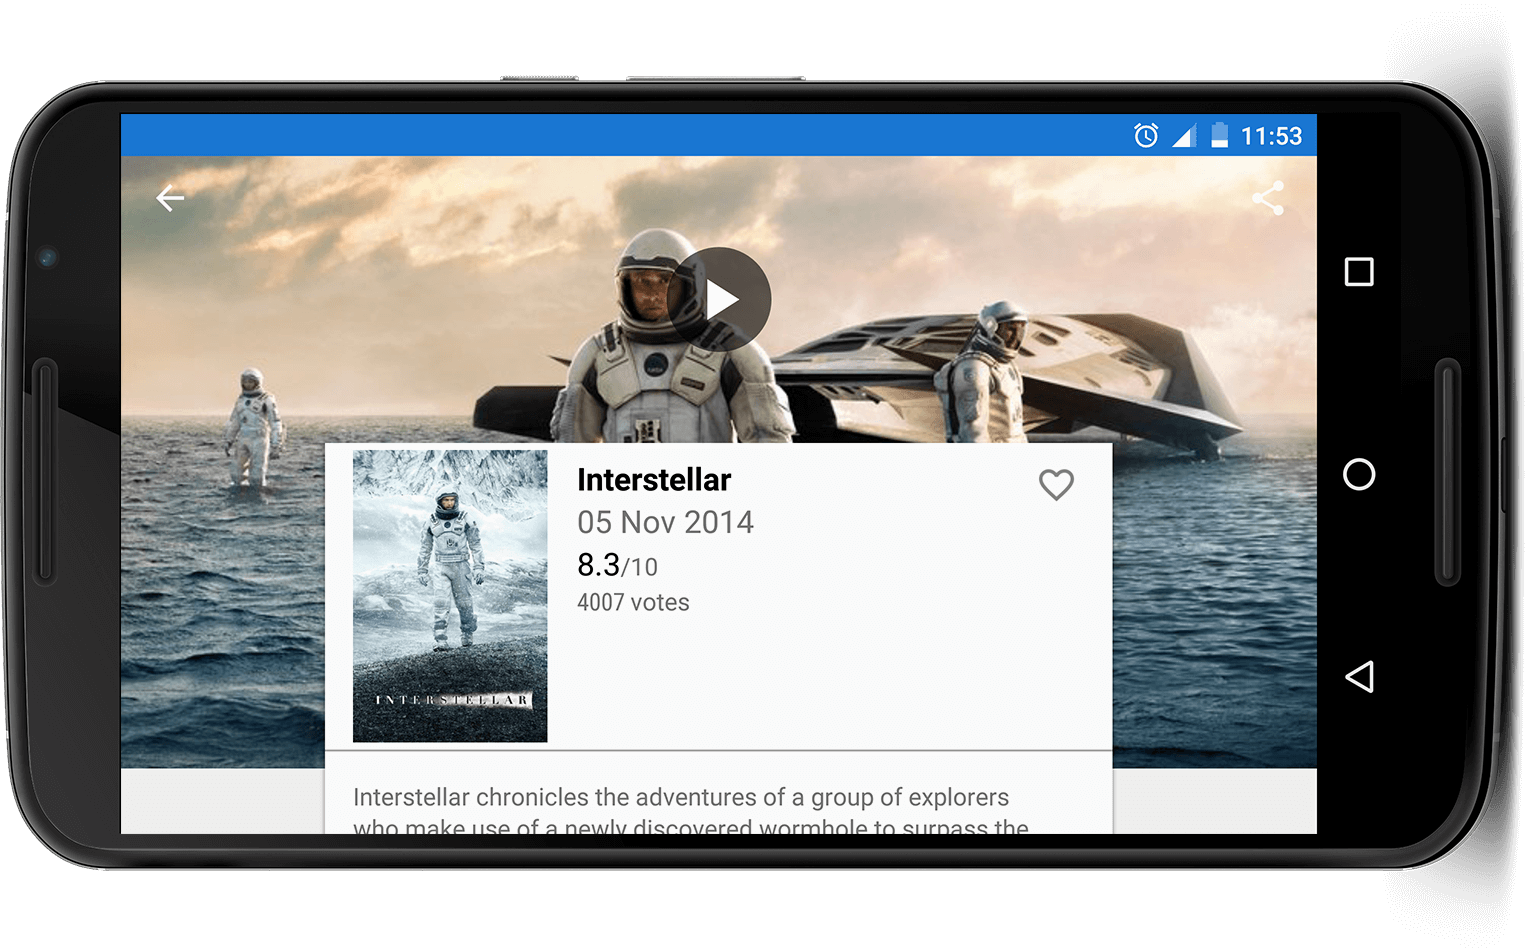 11:53
Interstellar
05 Nov 2014
8.3/10
4007 votes
INTERSTELLAR
Interstellar chronicles the adventures of a group of explorers
who make use of a newly discovered wormhole to surpass the